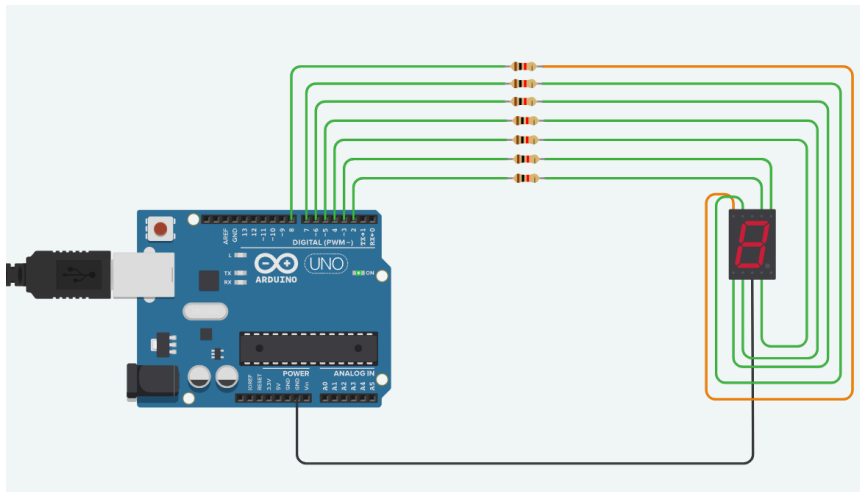 AREF
GND
13
12
~11
~10
~9
8
7
~6
~5
4
~3
2
TX→1
RX←0
DIGITAL (PWM~)
L
TX
RX
UNO
ON
ARDUINO
POWER
ANALOG IN
IOREF
RESET
3.3V
5V
GND
GND
Vin
A0
A1
A2
A3
A4
A5